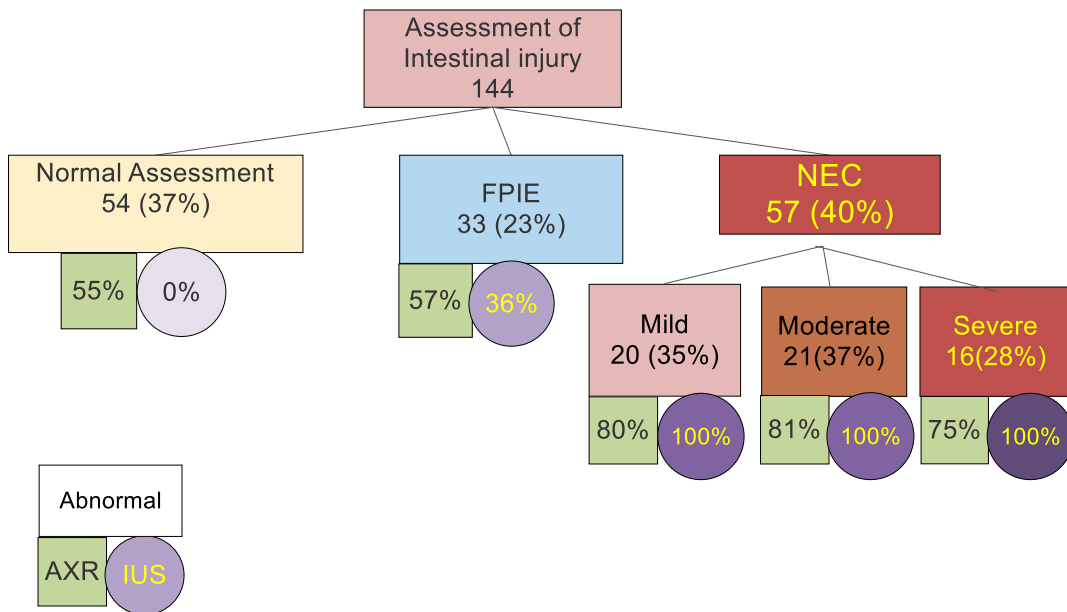 Assessment of
Intestinal injury
144
Normal Assessment
54 (37%)
FPIE
33 (23%)
NEC
57 (40%)
55%
0%
57%
36%
Mild
20 (35%)
Moderate
21(37%)
Severe
16(28%)
80%
100%
81%
100%
75%
100%
Abnormal
AXR
IUS